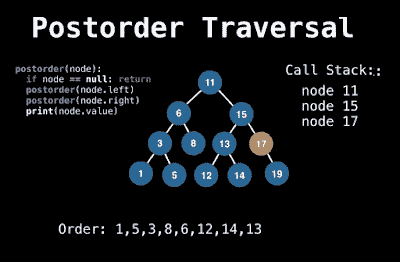 Postorder Traversal
postorder(node):
if node == null: return
postorder(node.left)
postorder(node.right)
print(node.value)
Call Stack::
node 11
node 15
node 17
11
6
15
3
8
13
17
1
5
12
14
19
Order: 1,5,3,8,6,12,14,13